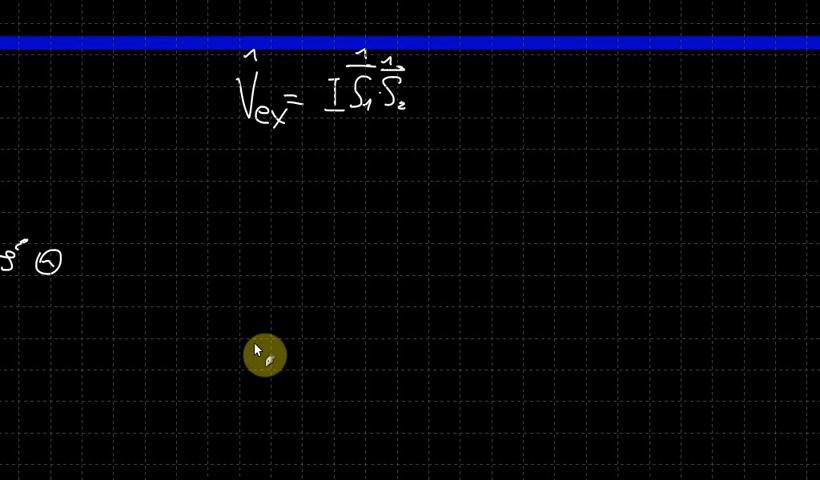 V̂ₑₓ = I Ŝ⃗₁·Ŝ⃗₂